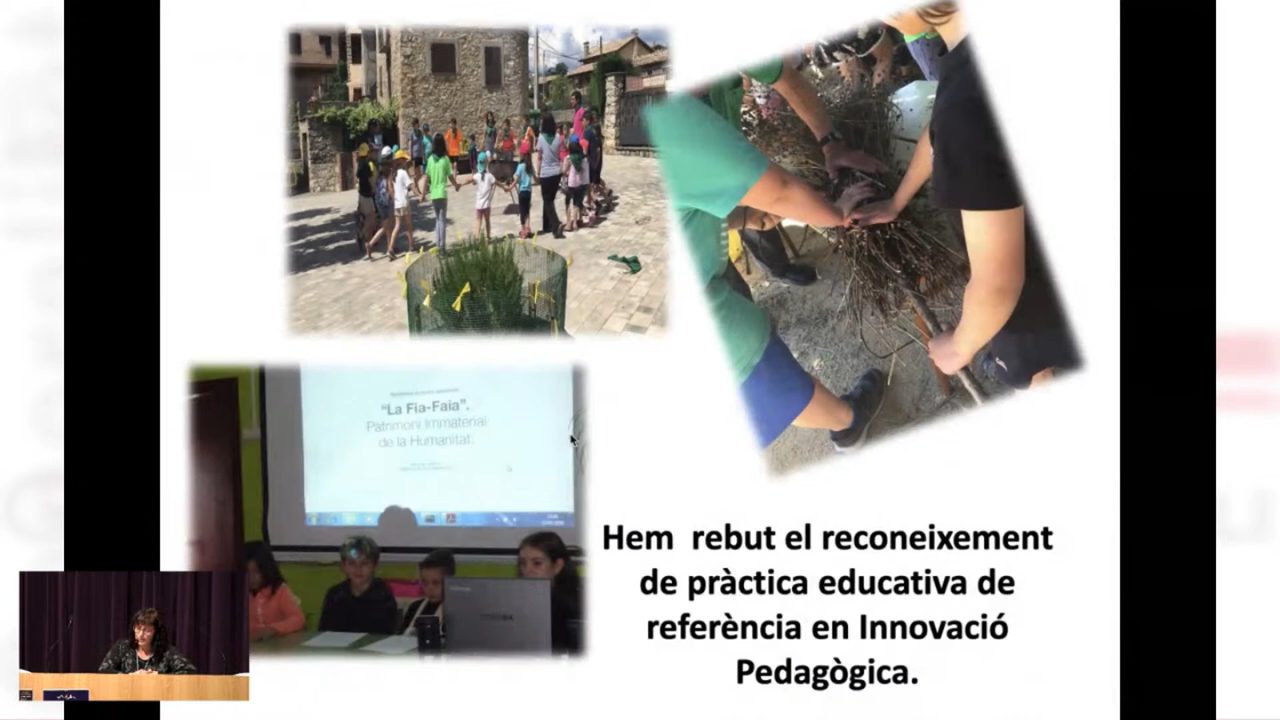 "La Fia-Faia".
Patrimoni Immaterial
de la Humanitat.
Hem rebut el reconeixement
de pràctica educativa de
referència en Innovació
Pedagògica.